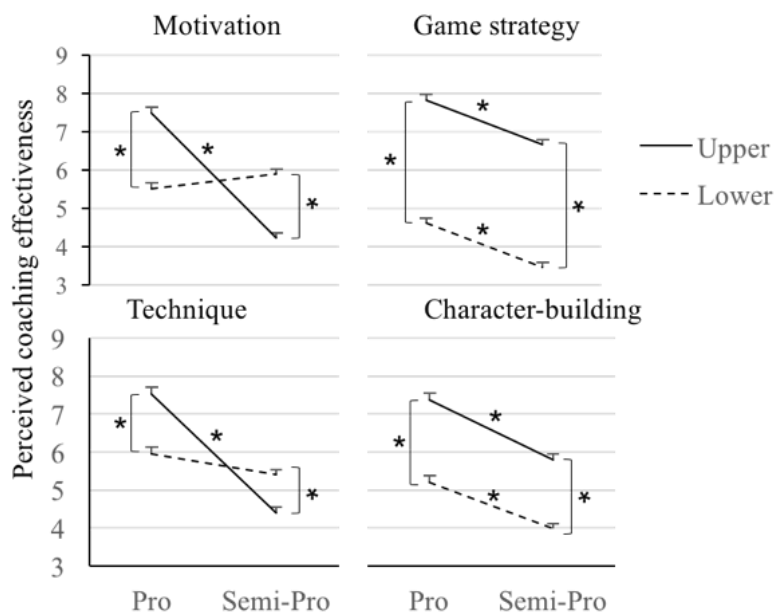 Motivation
Game strategy
Perceived coaching effectiveness
9
8
7
6
5
4
3
*
*
*
*
*
*
*
Upper
Lower
Technique
Character-building
9
8
7
6
5
4
3
*
*
*
*
*
*
*
Pro
Semi-Pro
Pro
Semi-Pro